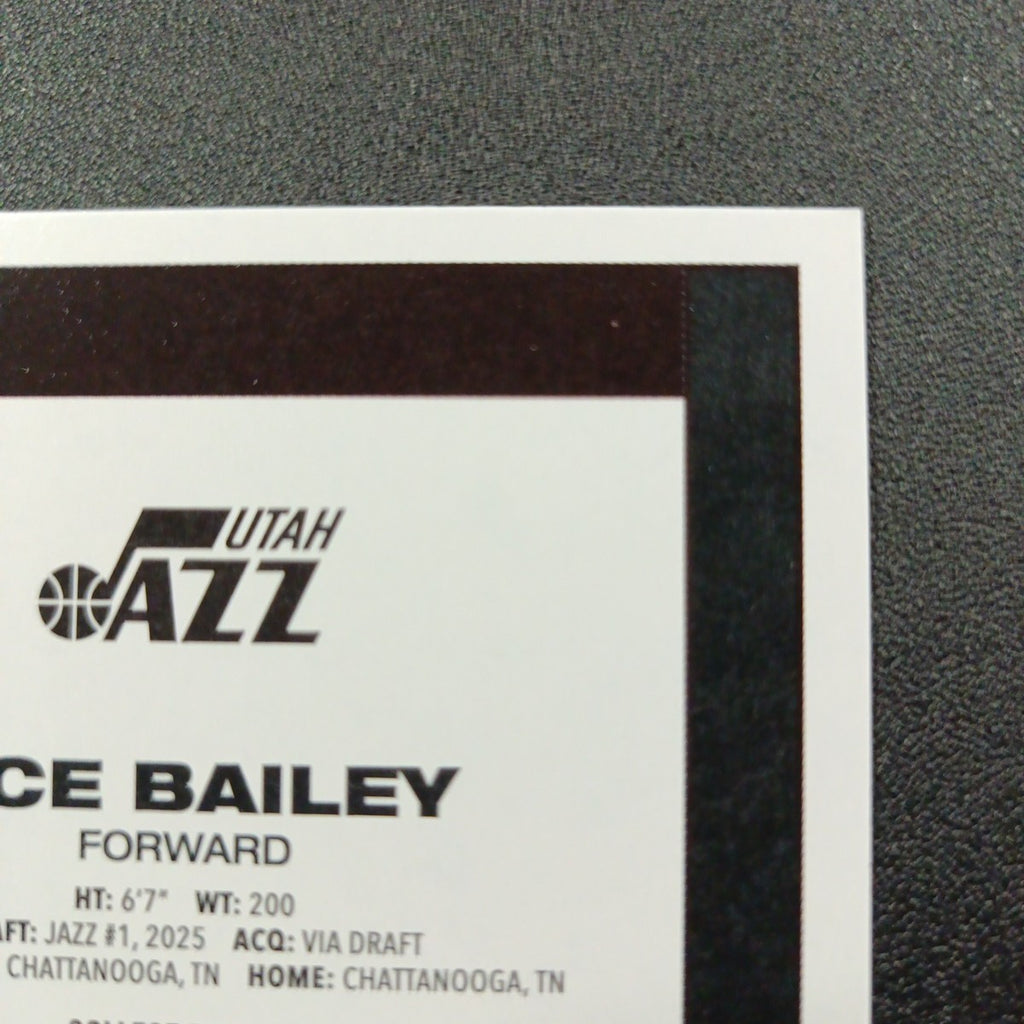 UTAH
JAZZ
CE BAILEY
FORWARD
HT: 6'7" WT: 200
AFT: JAZZ #1, 2025 ACQ: VIA DRAFT
CHATTANOOGA, TN HOME: CHATTANOOGA, TN